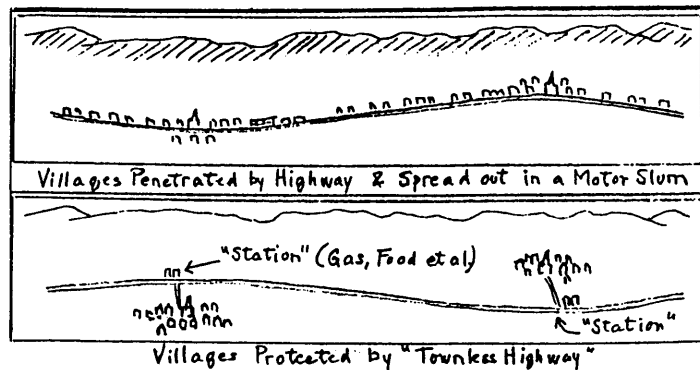 Villages Penetrated by Highway & Spread out in a Motor Slum
"Station" (Gas, Food et al)
"Station"
Villages Protected by "Townless Highway"